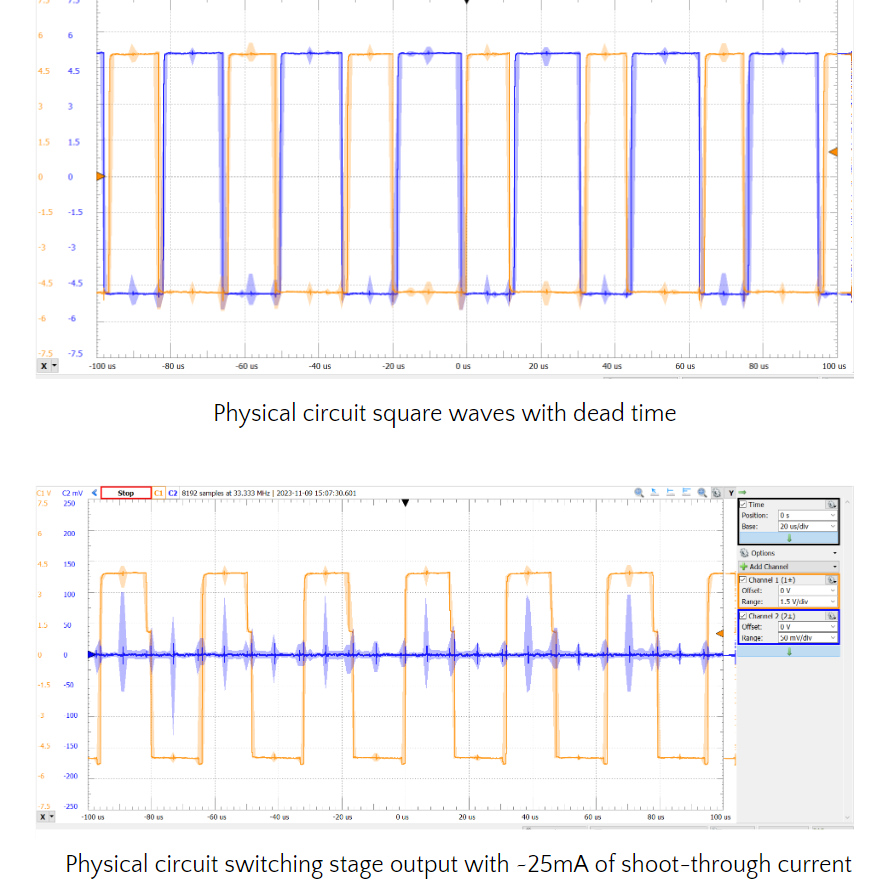 7.5 7.5
6 6
4.5 4.5
3 3
1.5 1.5
0 0
-1.5 -1.5
-3 -3
-4.5 -4.5
-6 -6
-7.5 -7.5
X -100 us -80 us -60 us -40 us -20 us 0 us 20 us 40 us 60 us 80 us 100 us
Physical circuit square waves with dead time
C1 V C2 mV Stop C1 C2 8192 samples at 33.333 MHz | 2023-11-09 15:07:30.601 Y
7.5 250
6 200
4.5 150
3 100
1.5 50
0 0
-1.5 -50
-3 -100
-4.5 -150
-6 -200
-7.5 -250
X -100 us -80 us -60 us -40 us -20 us 0 us 20 us 40 us 60 us 80 us 100 us
Time
Position: 0 s
Base: 20 us/div
Options
Add Channel
Channel 1 (1±)
Offset: 0 V
Range: 1.5 V/div
Channel 2 (2±)
Offset: 0 V
Range: 50 mV/div
Physical circuit switching stage output with ~25mA of shoot-through current